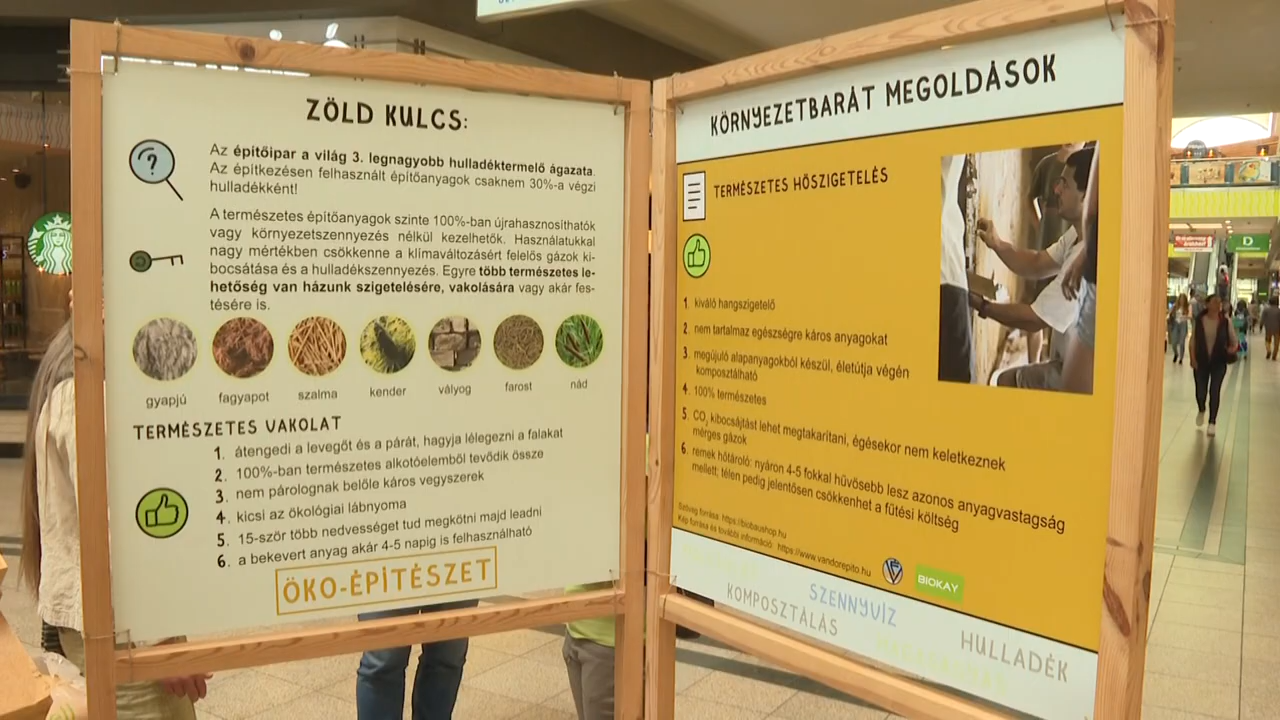 ZÖLD KULCS:
Az építőipar a világ 3. legnagyobb hulladéktermelő ágazata.
Az építkezésen felhasznált építőanyagok csaknem 30%-a végzi
hulladékként!
A természetes építőanyagok szinte 100%-ban újrahasznosíthatók
vagy környezetszennyezés nélkül kezelhetők. Használatukkal
nagy mértékben csökkenne a klímaváltozásért felelős gázok ki-
bocsátása és a hulladékszennyezés. Egyre több természetes le-
hetőség van házunk szigetelésére, vakolására vagy akár fes-
tésére is.
gyapjú
fagyapot
szalma
kender
vályog
farost
nád
TERMÉSZETES VAKOLAT
1. átengedi a levegőt és a párát, hagyja lélegezni a falakat
2. 100%-ban természetes alkotóelemből tevődik össze
3. nem párolognak belőle káros vegyszerek
4. kicsi az ökológiai lábnyoma
5. 15-ször több nedvességet tud megkötni majd leadni
6. a bekevert anyag akár 4-5 napig is felhasználható
ÖKO-ÉPÍTÉSZET
KÖRNYEZETBARÁT MEGOLDÁSOK
TERMÉSZETES HŐSZIGETELÉS
1. kiváló hangszigetelő
2. nem tartalmaz egészségre káros anyagokat
3. megújuló alapanyagokból készül, életútja végén
komposztálható
4. 100% természetes
5. CO₂ kibocsájtást lehet megtakarítani, égésekor nem keletkeznek
mérges gázok
6. remek hőtároló: nyáron 4-5 fokkal hűvösebb lesz azonos anyagvastagság
mellett; télen pedig jelentősen csökkenhet a fűtési költség
Szöveg forrása: https://biobaushop.hu
Kép forrása és további információ: https://www.vandorepito.hu
BIOKAY
KOMPOSZTÁLÁS
SZENNYVÍZ
HULLADÉK